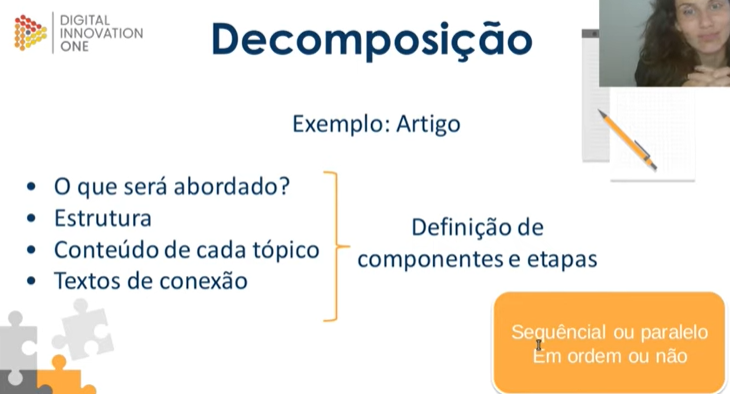 DIGITAL
INNOVATION
ONE
Decomposição
Exemplo: Artigo
• O que será abordado?
• Estrutura
• Conteúdo de cada tópico
• Textos de conexão
Definição de
componentes e etapas
Sequêncial ou paralelo
Em ordem ou não